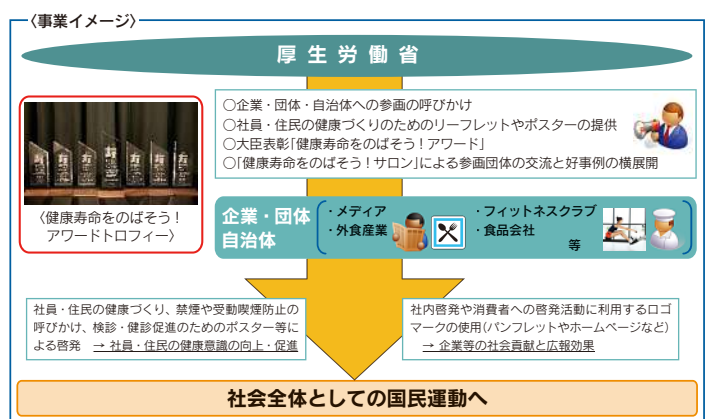 〈事業イメージ〉
厚生労働省
○企業・団体・自治体への参画の呼びかけ
○社員・住民の健康づくりのためのリーフレットやポスターの提供
○大臣表彰「健康寿命をのばそう！アワード」
○「健康寿命をのばそう！サロン」による参画団体の交流と好事例の横展開
〈健康寿命をのばそう！
アワードトロフィー〉
企業・団体
自治体
・メディア
・外食産業
・フィットネスクラブ
・食品会社
等
社員・住民の健康づくり、禁煙や受動喫煙防止の
呼びかけ、検診・健診促進のためのポスター等に
よる啓発　→ 社員・住民の健康意識の向上・促進
社内啓発や消費者への啓発活動に利用するロゴ
マークの使用（パンフレットやホームページなど）
→ 企業等の社会貢献と広報効果
社会全体としての国民運動へ